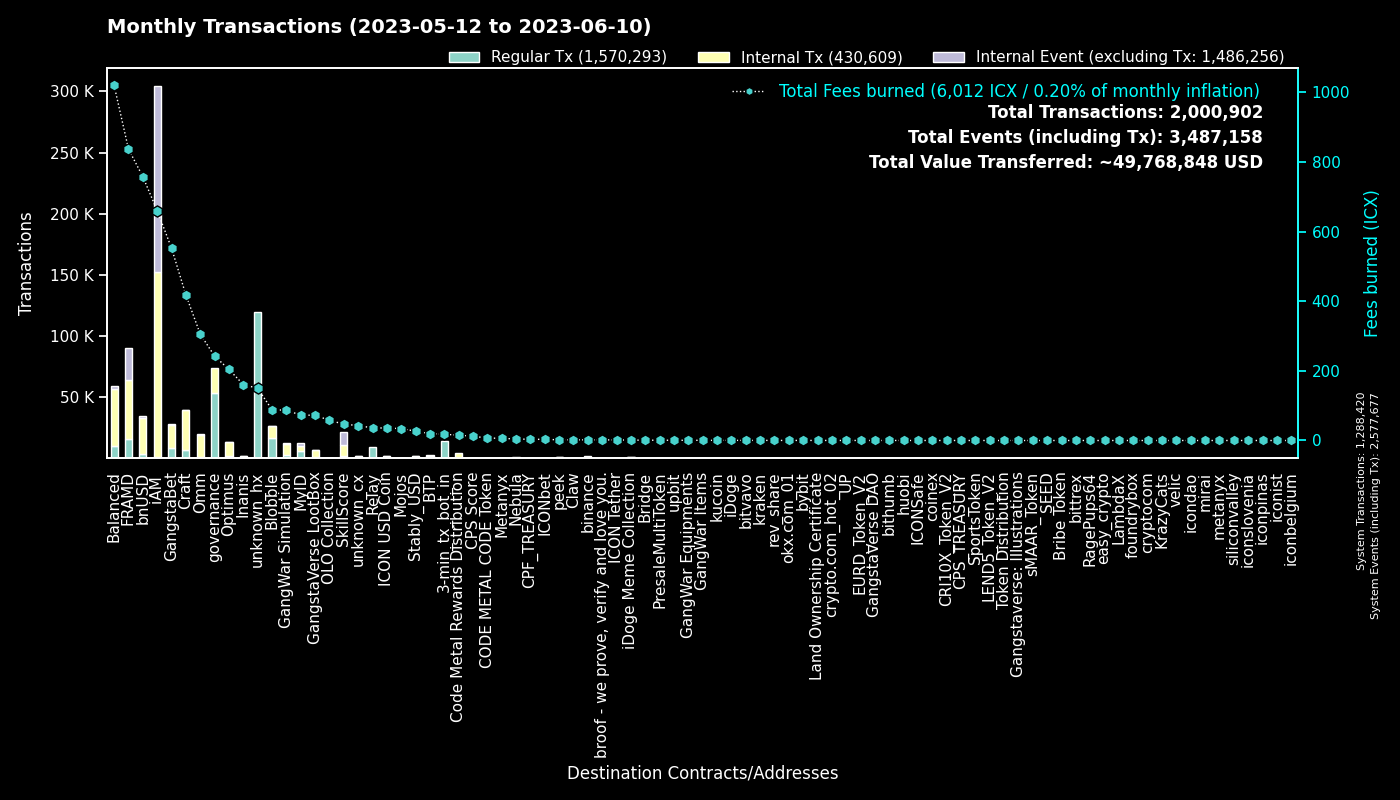 Monthly Transactions (2023-05-12 to 2023-06-10)
Regular Tx (1,570,293)
Internal Tx (430,609)
Internal Event (excluding Tx: 1,486,256)
Total Fees burned (6,012 ICX / 0.20% of monthly inflation)
Total Transactions: 2,000,902
Total Events (including Tx): 3,487,158
Total Value Transferred: ~49,768,848 USD
Transactions
300 K
250 K
200 K
150 K
100 K
50 K
1000
800
600
400
200
0
Fees burned (ICX)
System Transactions: 1,288,420
System Events (including Tx): 2,577,677
Balanced
FRAMD
bnUSD
iAM
GangstaBet
Craft
Omm
governance
Optimus
Inanis
unknown_hx
Blobble
GangWar Simulation
MyID
GangstaVerse LootBox
OLO Collection
SkillScore
unknown_cx
Relay
ICON USD Coin
Mojos
Stably_USD
BTP
3-min_tx_bot_in
Code Metal Rewards Distribution
CPS Score
CODE METAL CODE Token
Metanyx
Nebula
CPF_TREASURY
ICONbet
peek
Claw
binance
broof - we prove, verify and love you.
ICON_Tether
iDoge Meme Collection
Bridge
PresaleMultiToken
upbit
GangWar Equipments
GangWar Items
kucoin
iDoge
bitvavo
kraken
rev_share
okx.com_01
bybit
Land Ownership Certificate
crypto.com_hot_02
UP
EURD_Token_V2
GangstaVerse DAO
bithumb
huobi
ICONSafe
coinex
CRI10X_Token_V2
CPS_TREASURY
SportsToken
LEND5_Token_V2
Token Distribution
Gangstaverse: Illustrations
sMAAR_Token
SEED
Bribe Token
bittrex
RagePups64
easy_crypto
LambdaX
foundrybox
cryptocom
KrazyCats
velic
icondao
mirai
metanyx
siliconvalley
iconslovenia
iconpinas
iconist
iconbelgium
Destination Contracts/Addresses